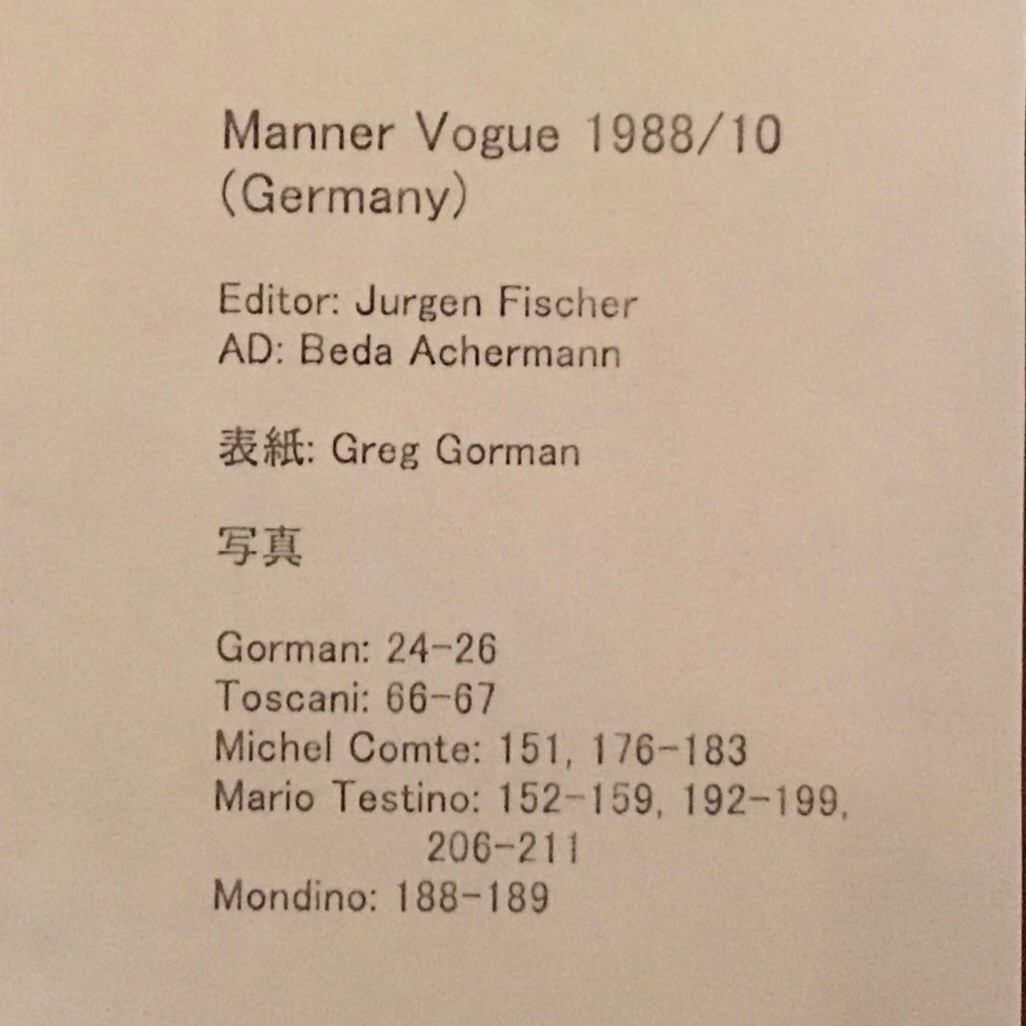 Manner Vogue 1988/10
(Germany)
Editor: Jurgen Fischer
AD: Beda Achermann
表紙: Greg Gorman
写真
Gorman: 24-26
Toscani: 66-67
Michel Comte: 151, 176-183
Mario Testino: 152-159, 192-199,
206-211
Mondino: 188-189